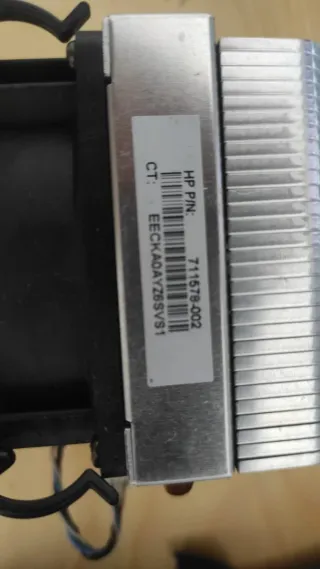 HP P/N: 711578-002
CT: EECKA0AYZ6SVS1